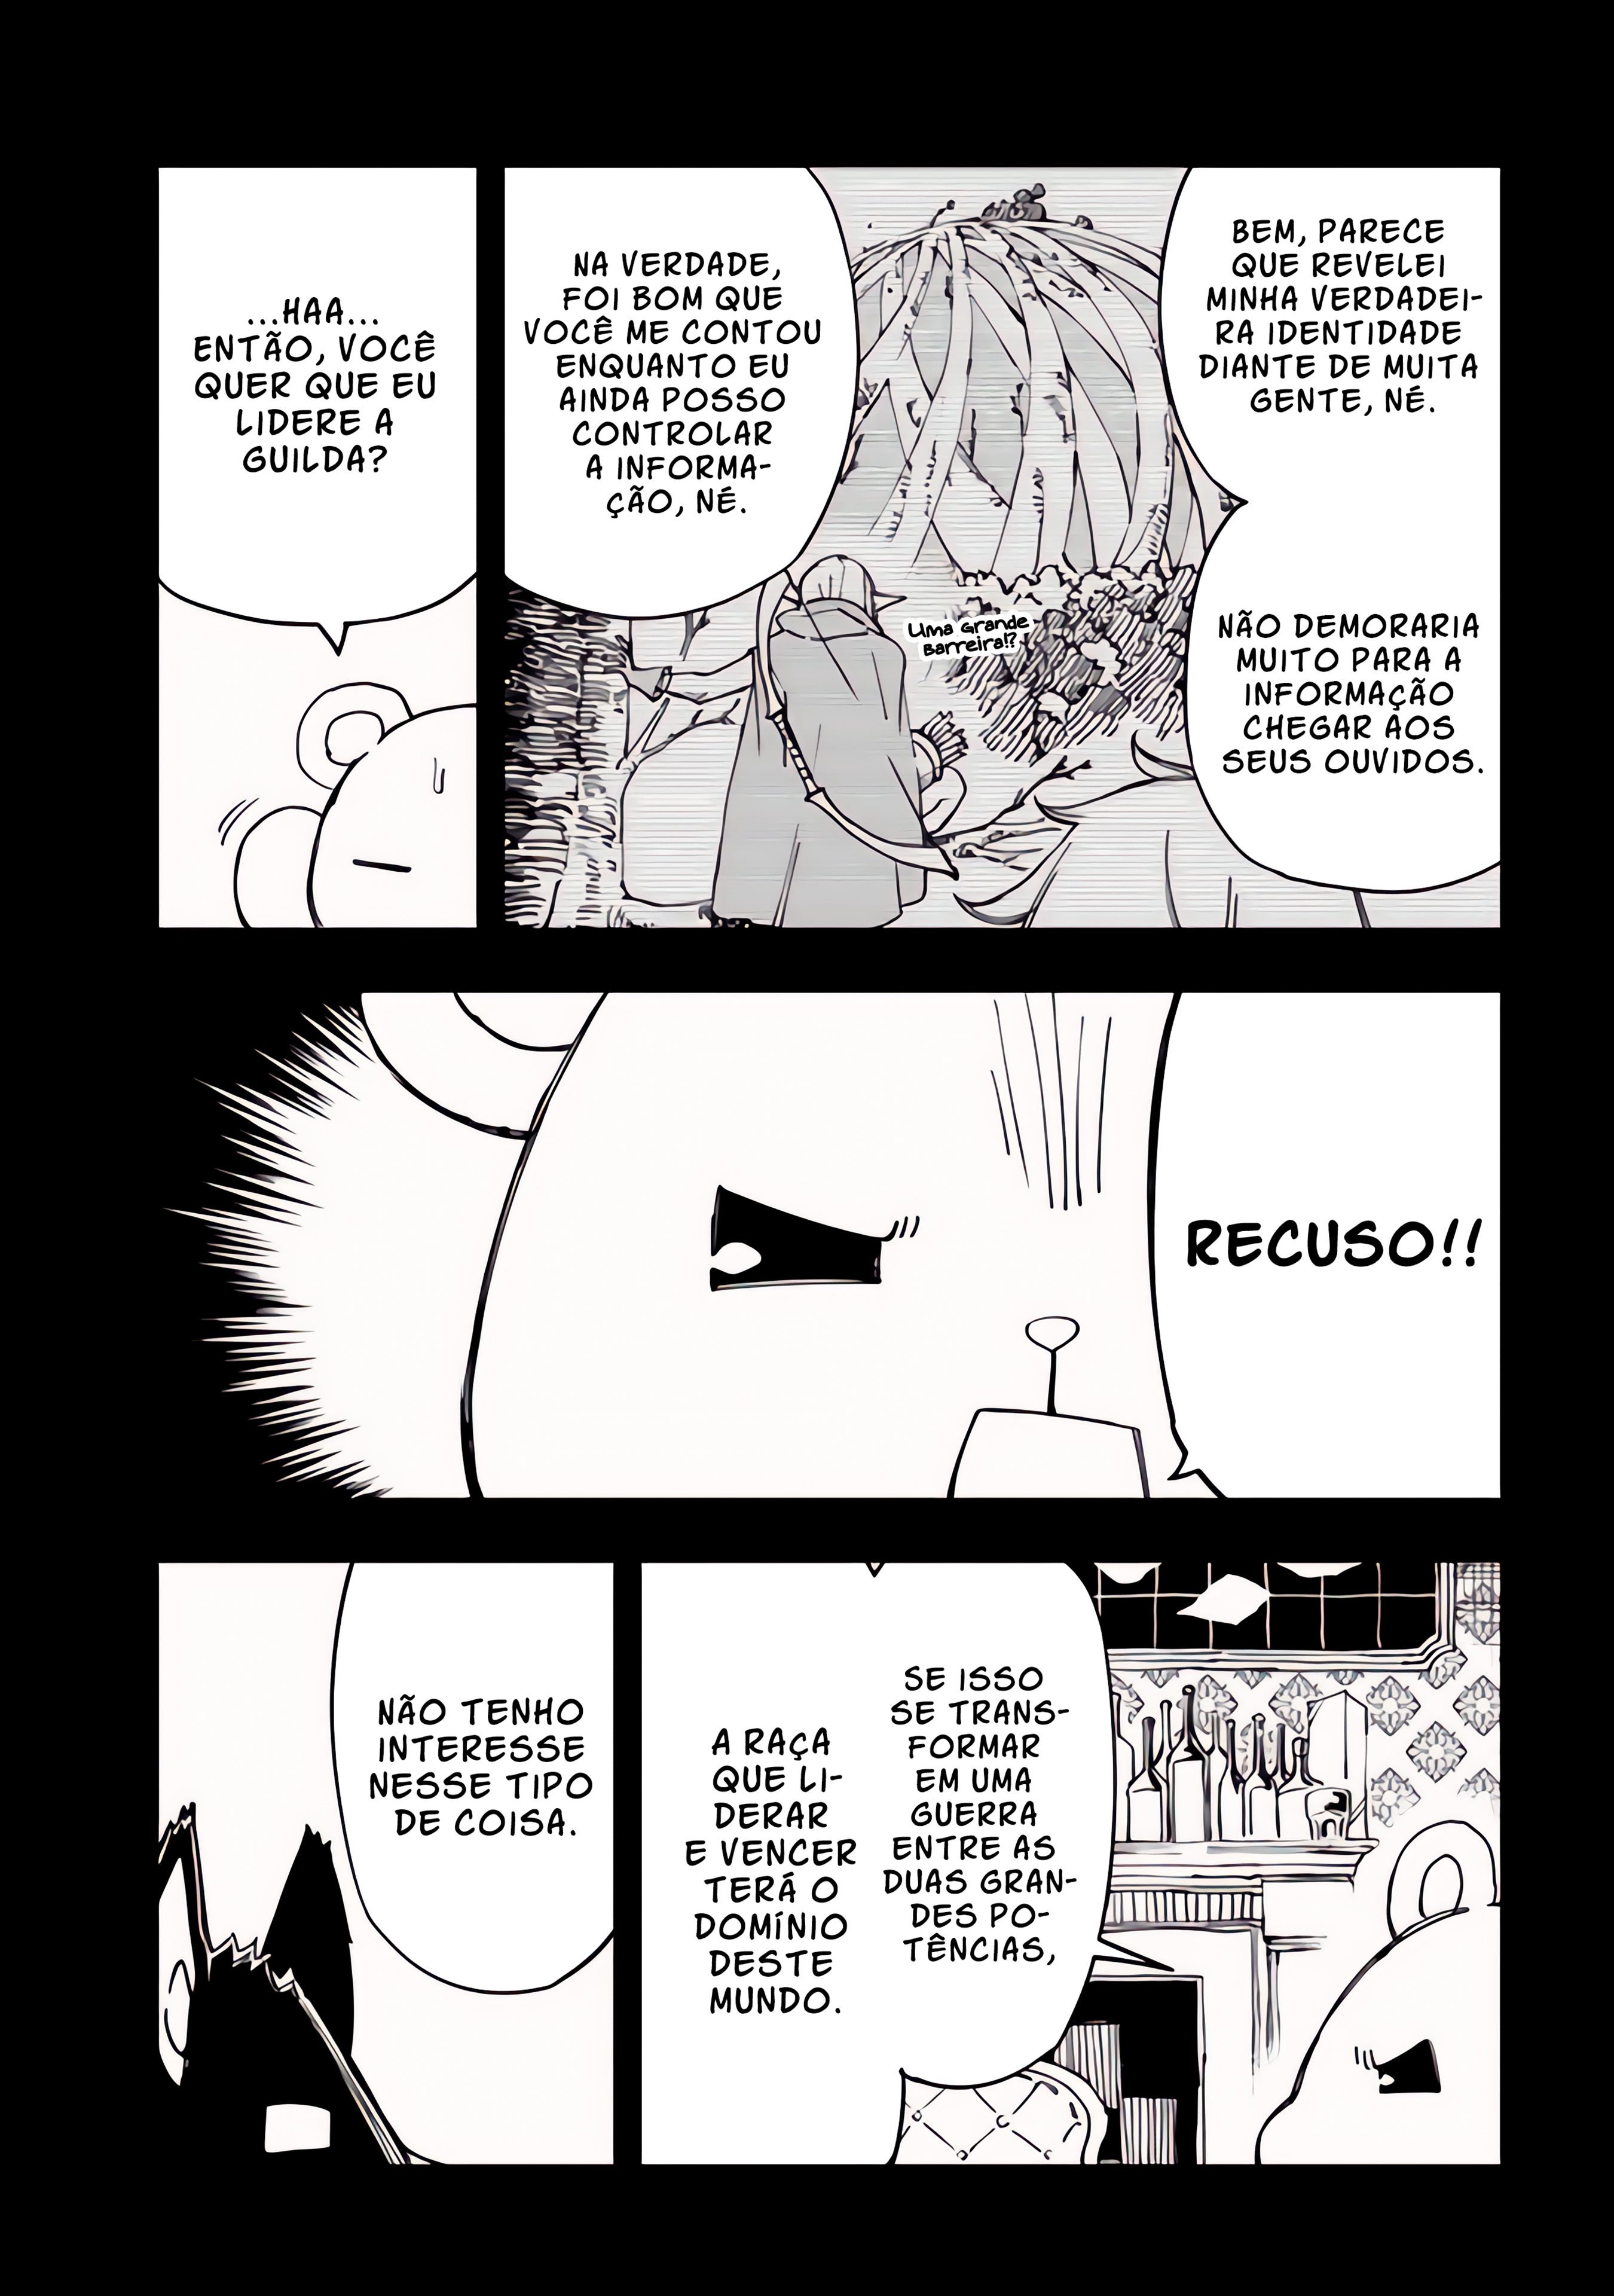 BEM, PARECE
QUE REVELEI
MINHA VERDADEI-
RA IDENTIDADE
DIANTE DE MUITA
GENTE, NÉ.
NÃO DEMORARIA
MUITO PARA A
INFORMAÇÃO
CHEGAR AOS
SEUS OUVIDOS.
Uma Grande
Barreira!?
NA VERDADE,
FOI BOM QUE
VOCÊ ME CONTOU
ENQUANTO EU
AINDA POSSO
CONTROLAR
A INFORMA-
ÇÃO, NÉ.
...HAA...
ENTÃO, VOCÊ
QUER QUE EU
LIDERE A
GUILDA?
RECUSO!!
SE ISSO
SE TRANS-
FORMAR
EM UMA
GUERRA
ENTRE AS
DUAS GRAN-
DES PO-
TÊNCIAS,
A RAÇA
QUE LI-
DERAR
E VENCER
TERÁ O
DOMÍNIO
DESTE
MUNDO.
NÃO TENHO
INTERESSE
NESSE TIPO
DE COISA.